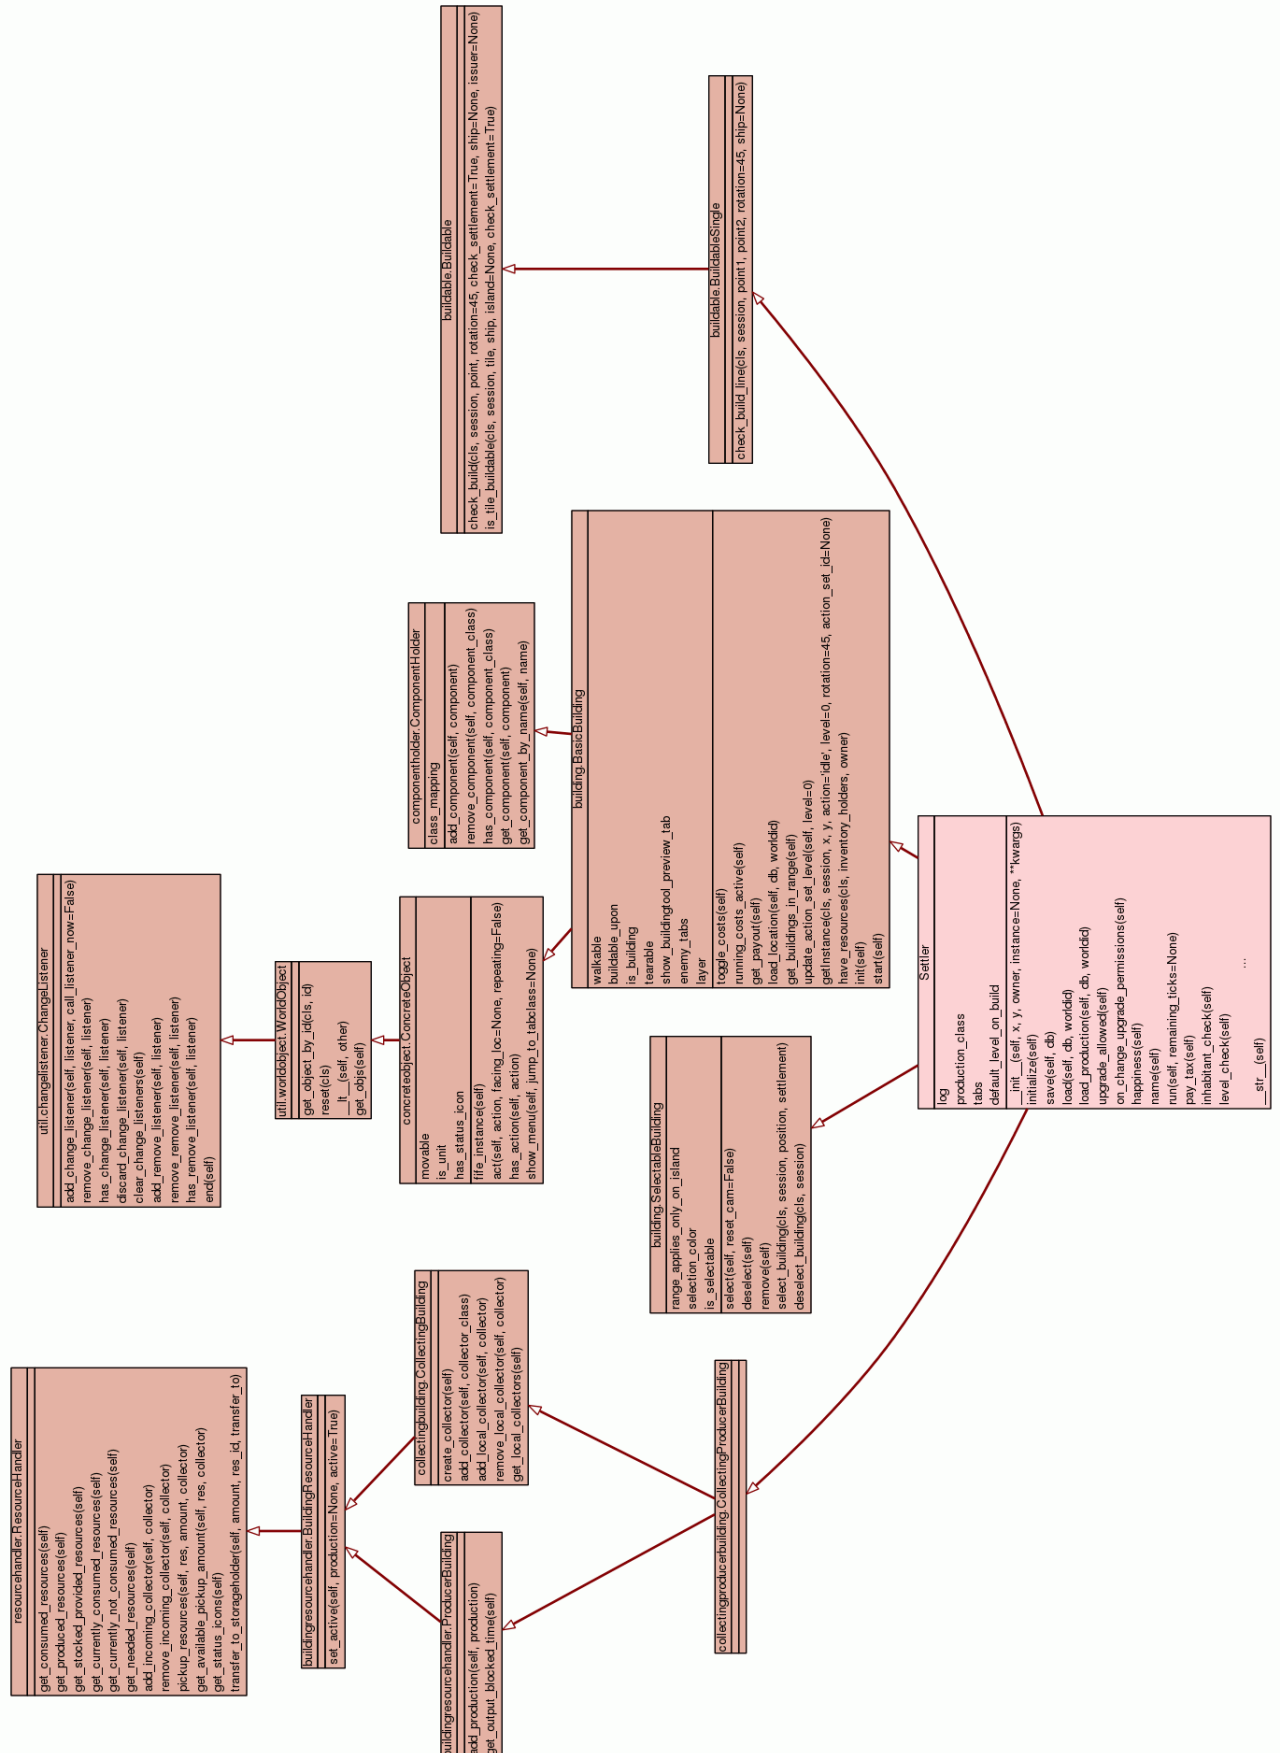 resourcehandler.ResourceHandler
get_consumed_resources(self)
get_produced_resources(self)
get_stocked_provided_resources(self)
get_currently_consumed_resources(self)
get_currently_not_consumed_resources(self)
get_needed_resources(self)
add_incoming_collector(self, collector)
remove_incoming_collector(self, collector)
pickup_resources(self, res, amount, collector)
get_available_pickup_amount(self, res, collector)
get_status_icons(self)
transfer_to_storageholder(self, amount, res_id, transfer_to)
util.changelistener.ChangeListener
add_change_listener(self, listener, call_listener_now=False)
remove_change_listener(self, listener)
has_change_listener(self, listener)
discard_change_listener(self, listener)
clear_change_listeners(self)
add_remove_listener(self, listener)
remove_remove_listener(self, listener)
has_remove_listener(self, listener)
end(self)
buildingresourcehandler.BuildingResourceHandler
set_active(self, production=None, active=True)
util.worldobject.WorldObject
get_object_by_id(cls, id)
reset(cls)
__lt__(self, other)
get_objs(self)
buildingresourcehandler.ProducerBuilding
add_production(self, production)
get_output_blocked_time(self)
collectingbuilding.CollectingBuilding
create_collector(self)
add_collector(self, collector_class)
add_local_collector(self, collector)
remove_local_collector(self, collector)
get_local_collectors(self)
concreteobject.ConcreteObject
movable
is_unit
has_status_icon
fife_instance(self)
act(self, action, facing_loc=None, repeating=False)
has_action(self, action)
show_menu(self, jump_to_tabclass=None)
componentholder.ComponentHolder
class_mapping
add_component(self, component)
remove_component(self, component_class)
has_component(self, component_class)
get_component(self, component)
get_component_by_name(self, name)
buildable.Buildable
check_build(cls, session, point, rotation=45, check_settlement=True, ship=None, issuer=None)
is_tile_buildable(cls, session, tile, ship, island=None, check_settlement=True)
collectingproducerbuilding.CollectingProducerBuilding
building.SelectableBuilding
range_applies_only_on_island
selection_color
is_selectable
select(self, reset_cam=False)
deselect(self)
remove(self)
select_building(cls, session, position, settlement)
deselect_building(cls, session)
building.BasicBuilding
walkable
buildable_upon
is_building
tearable
show_buildingtool_preview_tab
enemy_tabs
layer
toggle_costs(self)
running_costs_active(self)
get_payout(self)
load_location(self, db, worldid)
get_buildings_in_range(self)
update_action_set_level(self, level=0)
getInstance(cls, session, x, y, action='idle', level=0, rotation=45, action_set_id=None)
have_resources(cls, inventory_holders, owner)
init(self)
start(self)
buildable.BuildableSingle
check_build_line(cls, session, point1, point2, rotation=45, ship=None)
Settler
log
production_class
tabs
default_level_on_build
__init__(self, x, y, owner, instance=None, **kwargs)
initialize(self)
save(self, db)
load(self, db, worldid)
load_production(self, db, worldid)
upgrade_allowed(self)
on_change_upgrade_permissions(self)
happiness(self)
name(self)
run(self, remaining_ticks=None)
pay_tax(self)
inhabitant_check(self)
level_check(self)
...
__str__(self)